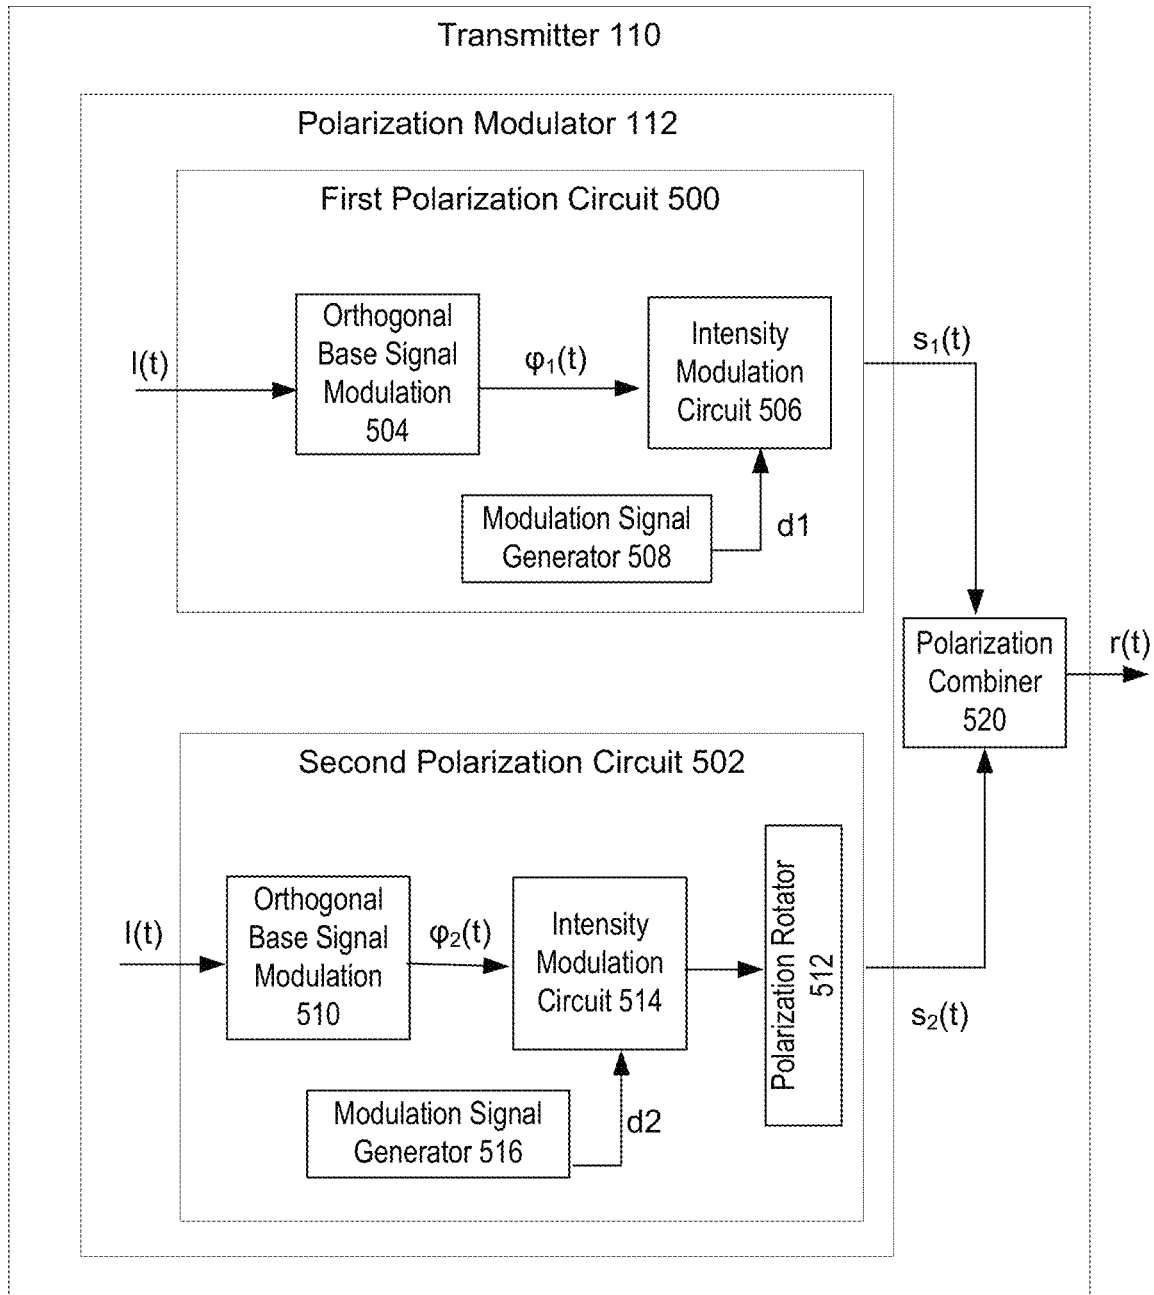 Transmitter 110
Polarization Modulator 112
First Polarization Circuit 500
I(t)
Orthogonal
Base Signal
Modulation
504
φ₁(t)
Intensity
Modulation
Circuit 506
s₁(t)
Modulation Signal
Generator 508
d1
Polarization
Combiner
520
r(t)
Second Polarization Circuit 502
I(t)
Orthogonal
Base Signal
Modulation
510
φ₂(t)
Intensity
Modulation
Circuit 514
Polarization Rotator
512
s₂(t)
Modulation Signal
Generator 516
d2